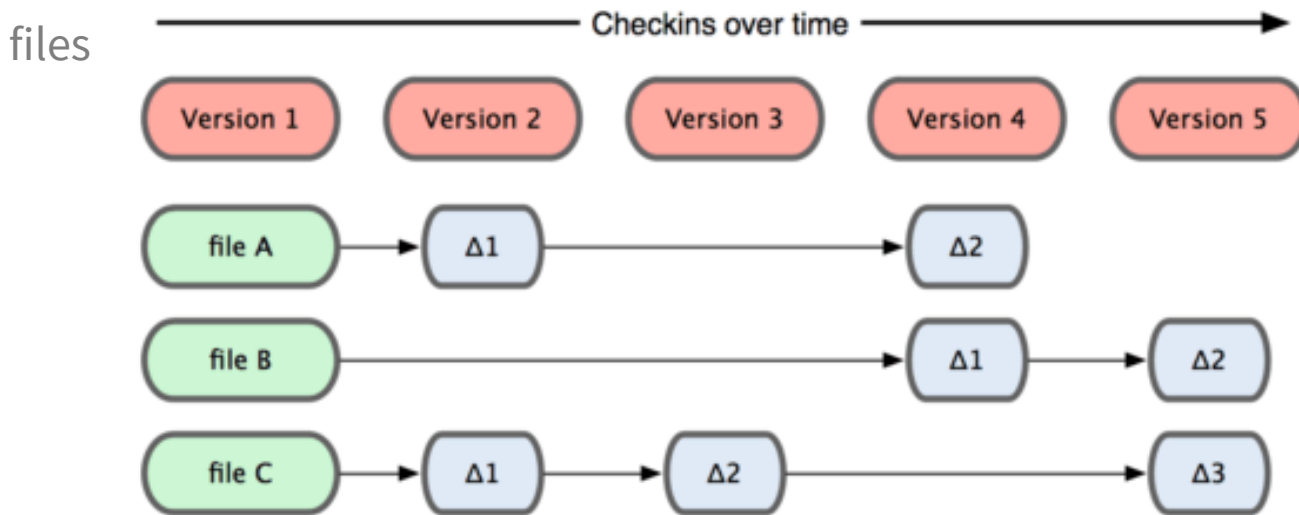 Checkins over time
files
Version 1 Version 2 Version 3 Version 4 Version 5
file A Δ1 Δ2
file B Δ1 Δ2
file C Δ1 Δ2 Δ3